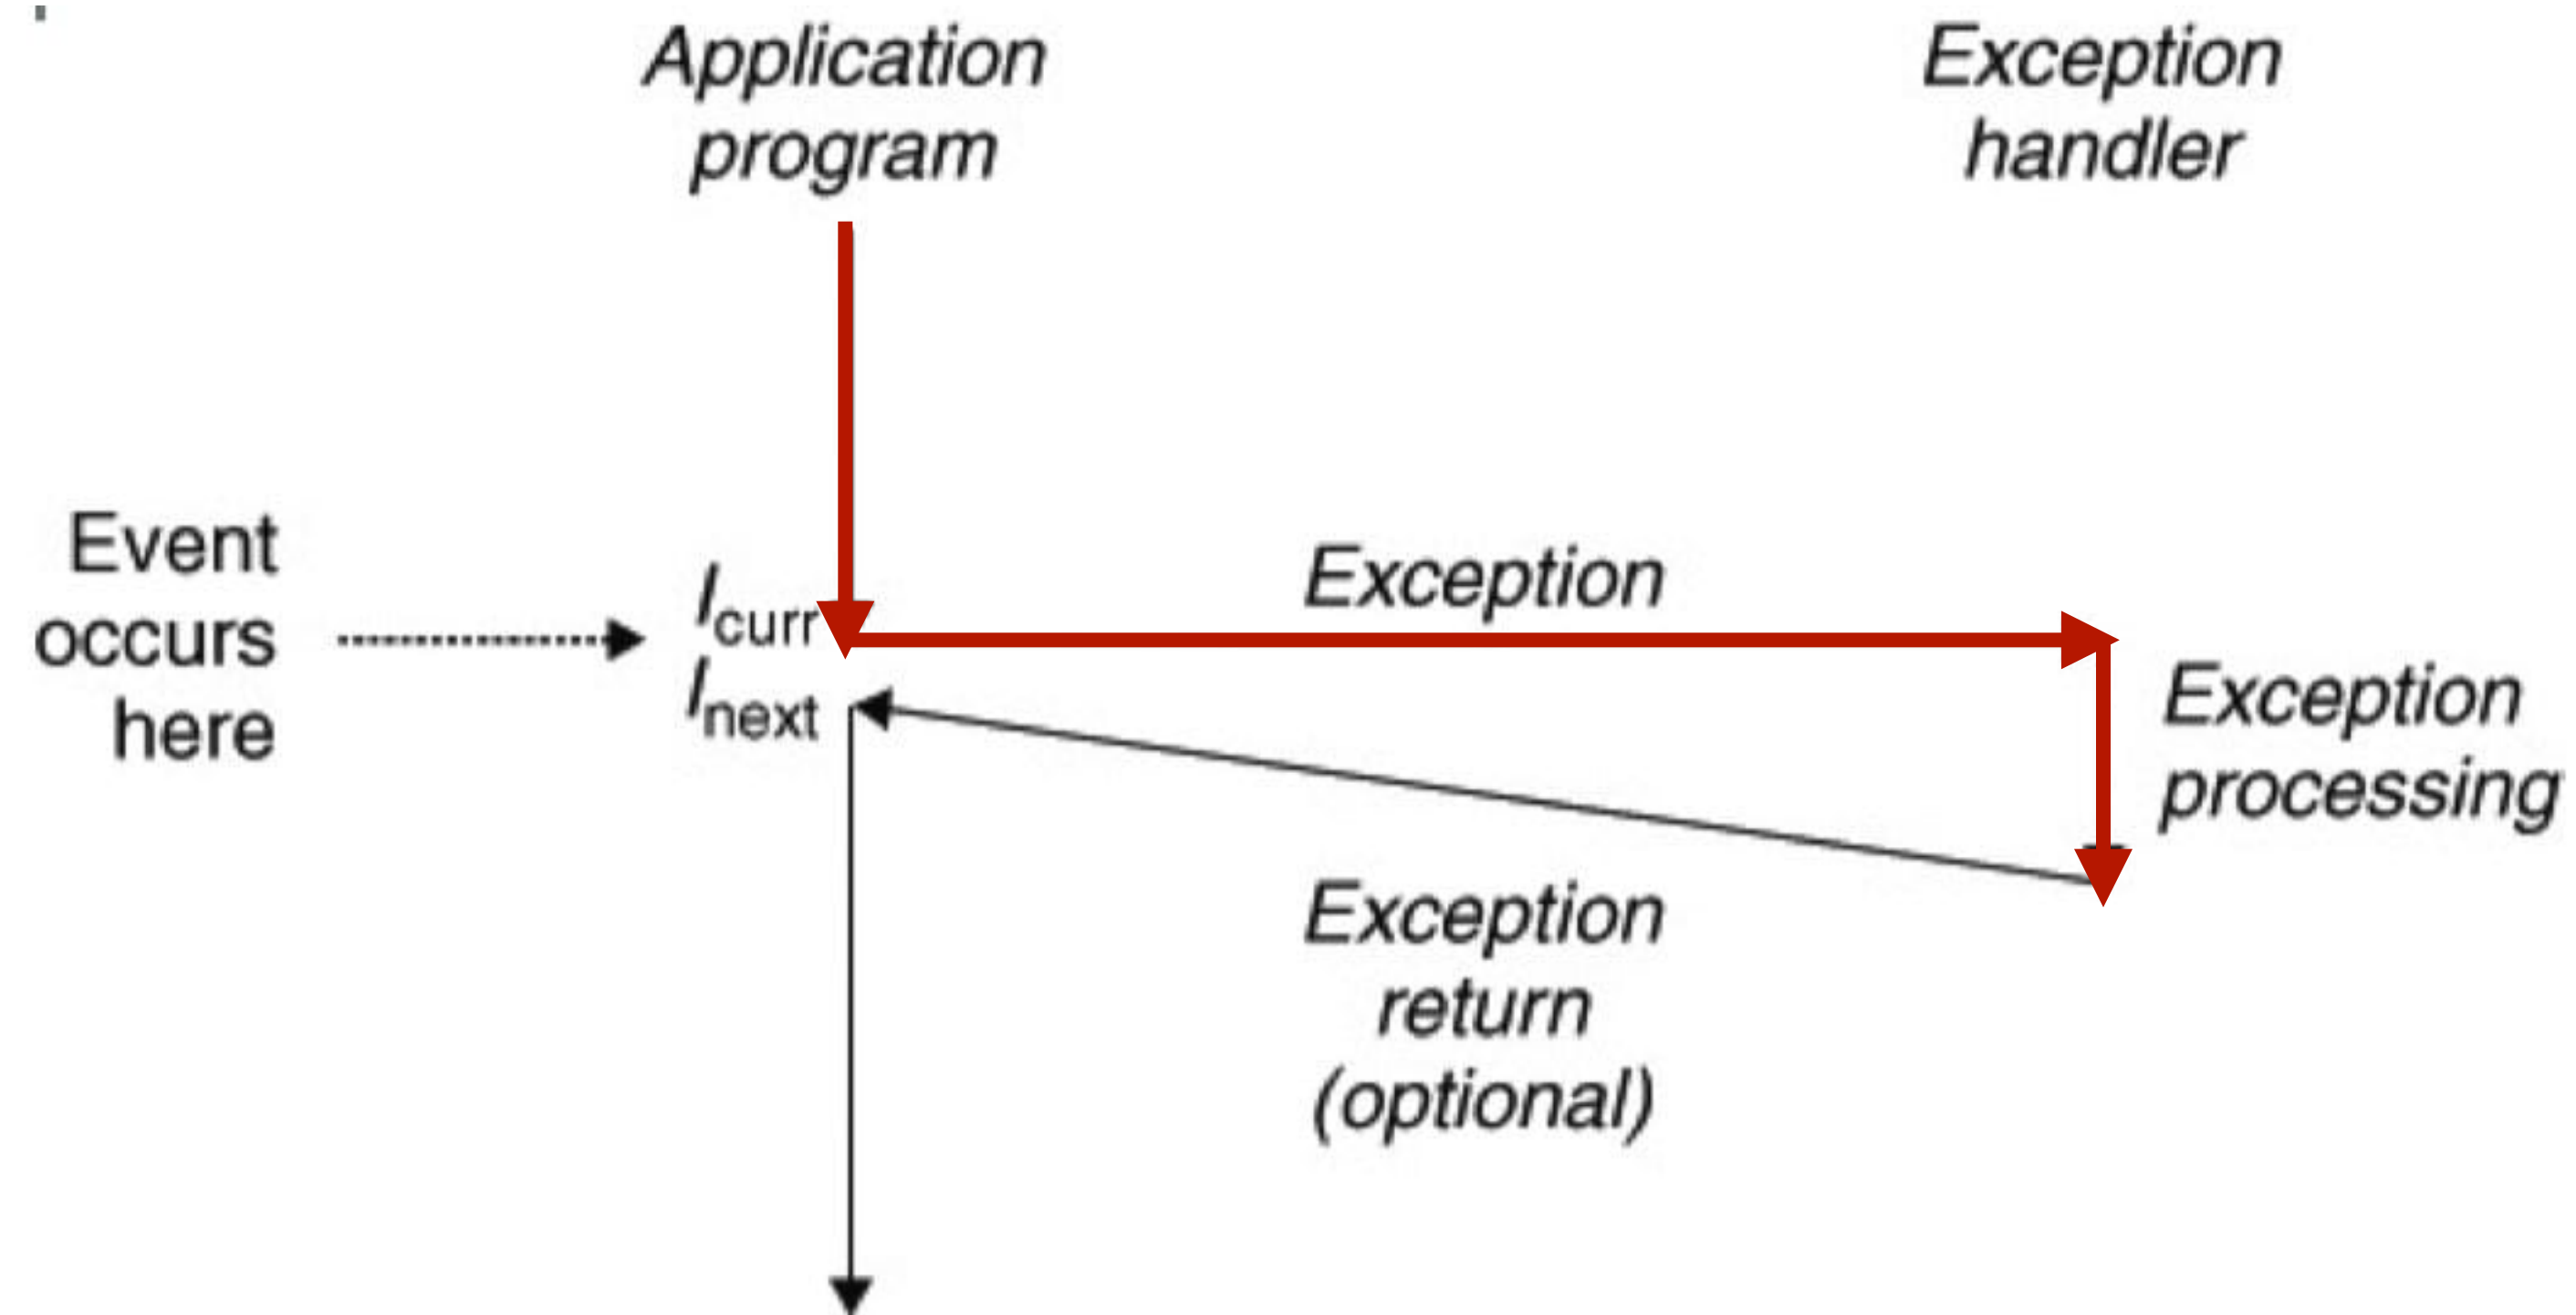 Application
program
Exception
handler
Event
occurs
here
Icurr
Inext
Exception
Exception
processing
Exception
return
(optional)